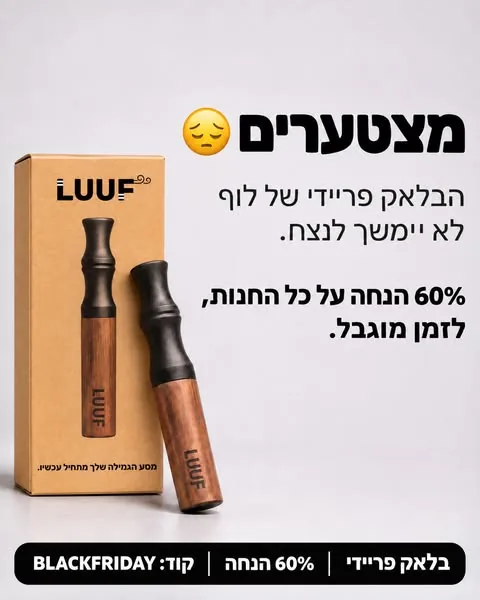 מצטערים😔
הבלאק פריידי של לוף
לא יימשך לנצח.
60% הנחה על כל החנות,
לזמן מוגבל.
LUUF
LUUF
LUUF
מסע הגמילה שלך מתחיל עכשיו.
בלאק פריידי | 60% הנחה | קוד: BLACKFRIDAY